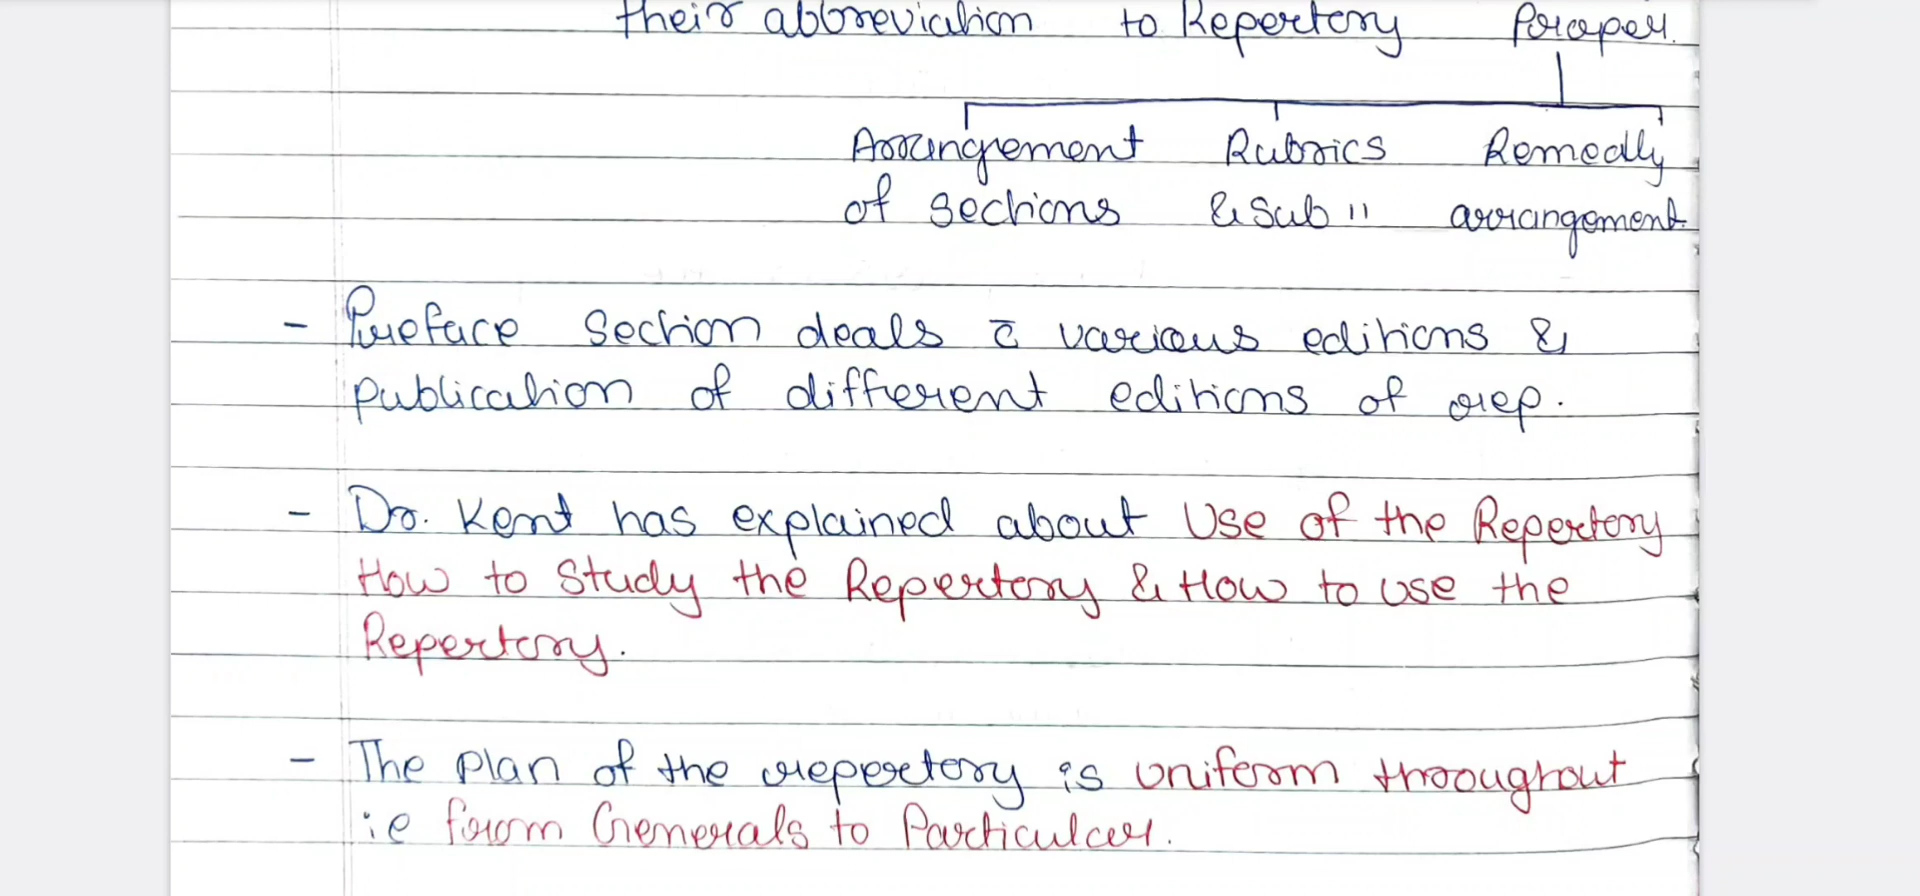 their abbreviation to Repertory Proper.
Arrangement Rubrics Remedy
of sections & Sub " arrangement.
- Preface Section deals c̄ various editions &
publication of different editions of rep.
- Dr. Kent has explained about Use of the Repertory
How to Study the Repertory & How to use the
Repertory.
- The Plan of the repertory is uniform throughout
ie from Generals to Particular.